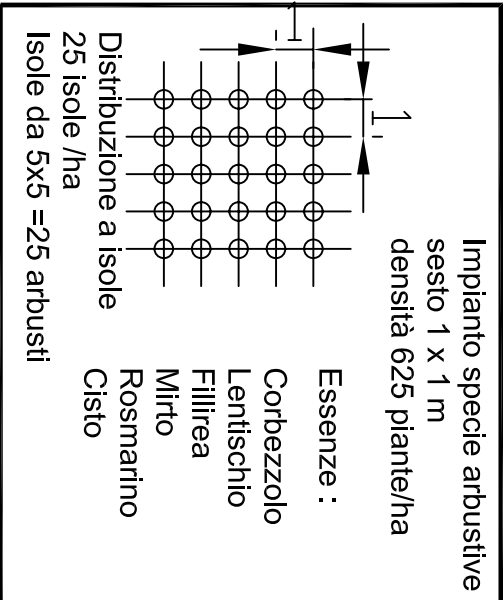 Impianto specie arbustive
sesto 1 x 1 m
densità 625 piante/ha
1
1
Essenze :
Corbezzolo
Lentischio
Fillirea
Mirto
Rosmarino
Cisto
Distribuzione a isole
25 isole /ha
Isole da 5x5 =25 arbusti